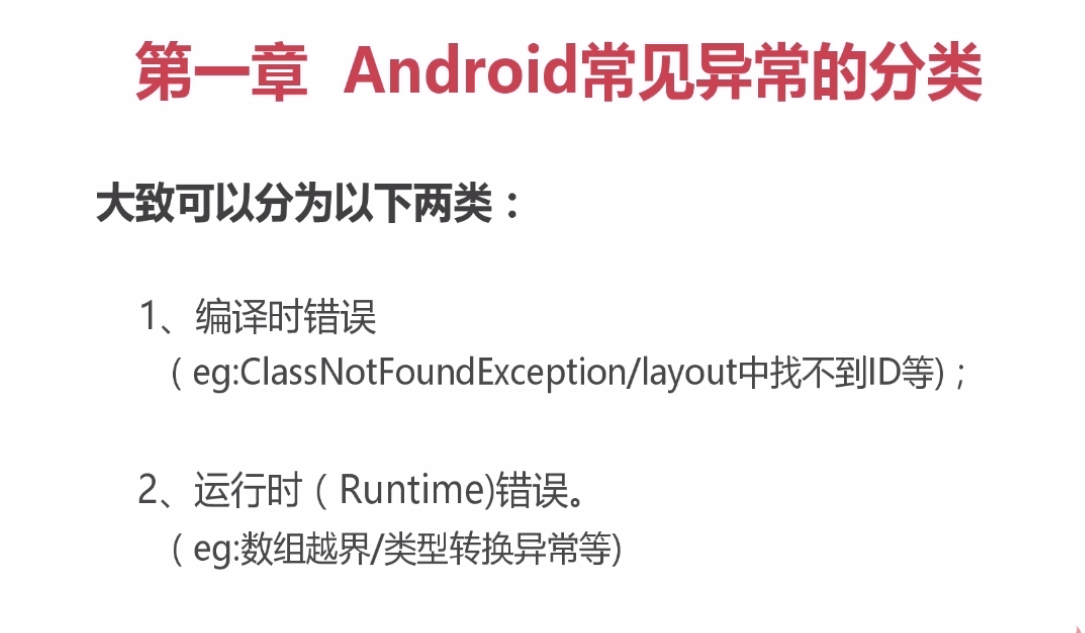 第一章 Android常见异常的分类
大致可以分为以下两类：
1、编译时错误
（eg:ClassNotFoundException/layout中找不到ID等)；
2、运行时（Runtime)错误。
（eg:数组越界/类型转换异常等)